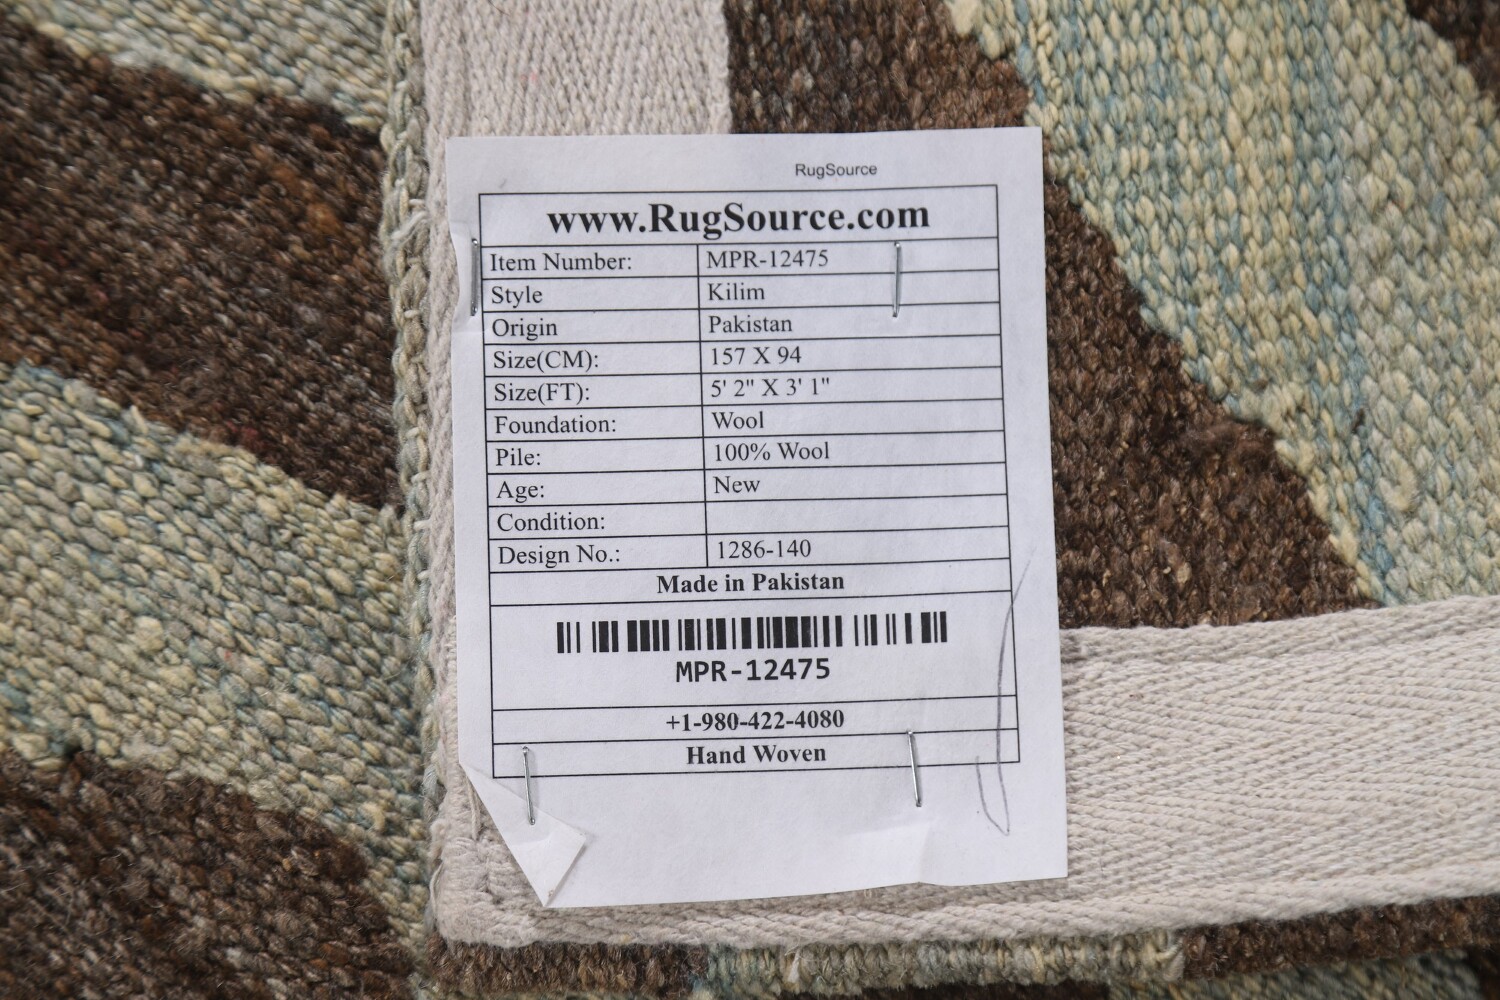 RugSource
www.RugSource.com
Item Number: MPR-12475
Style Kilim
Origin Pakistan
Size(CM): 157 X 94
Size(FT): 5' 2" X 3' 1"
Foundation: Wool
Pile: 100% Wool
Age: New
Condition:
Design No.: 1286-140
Made in Pakistan
MPR-12475
+1-980-422-4080
Hand Woven